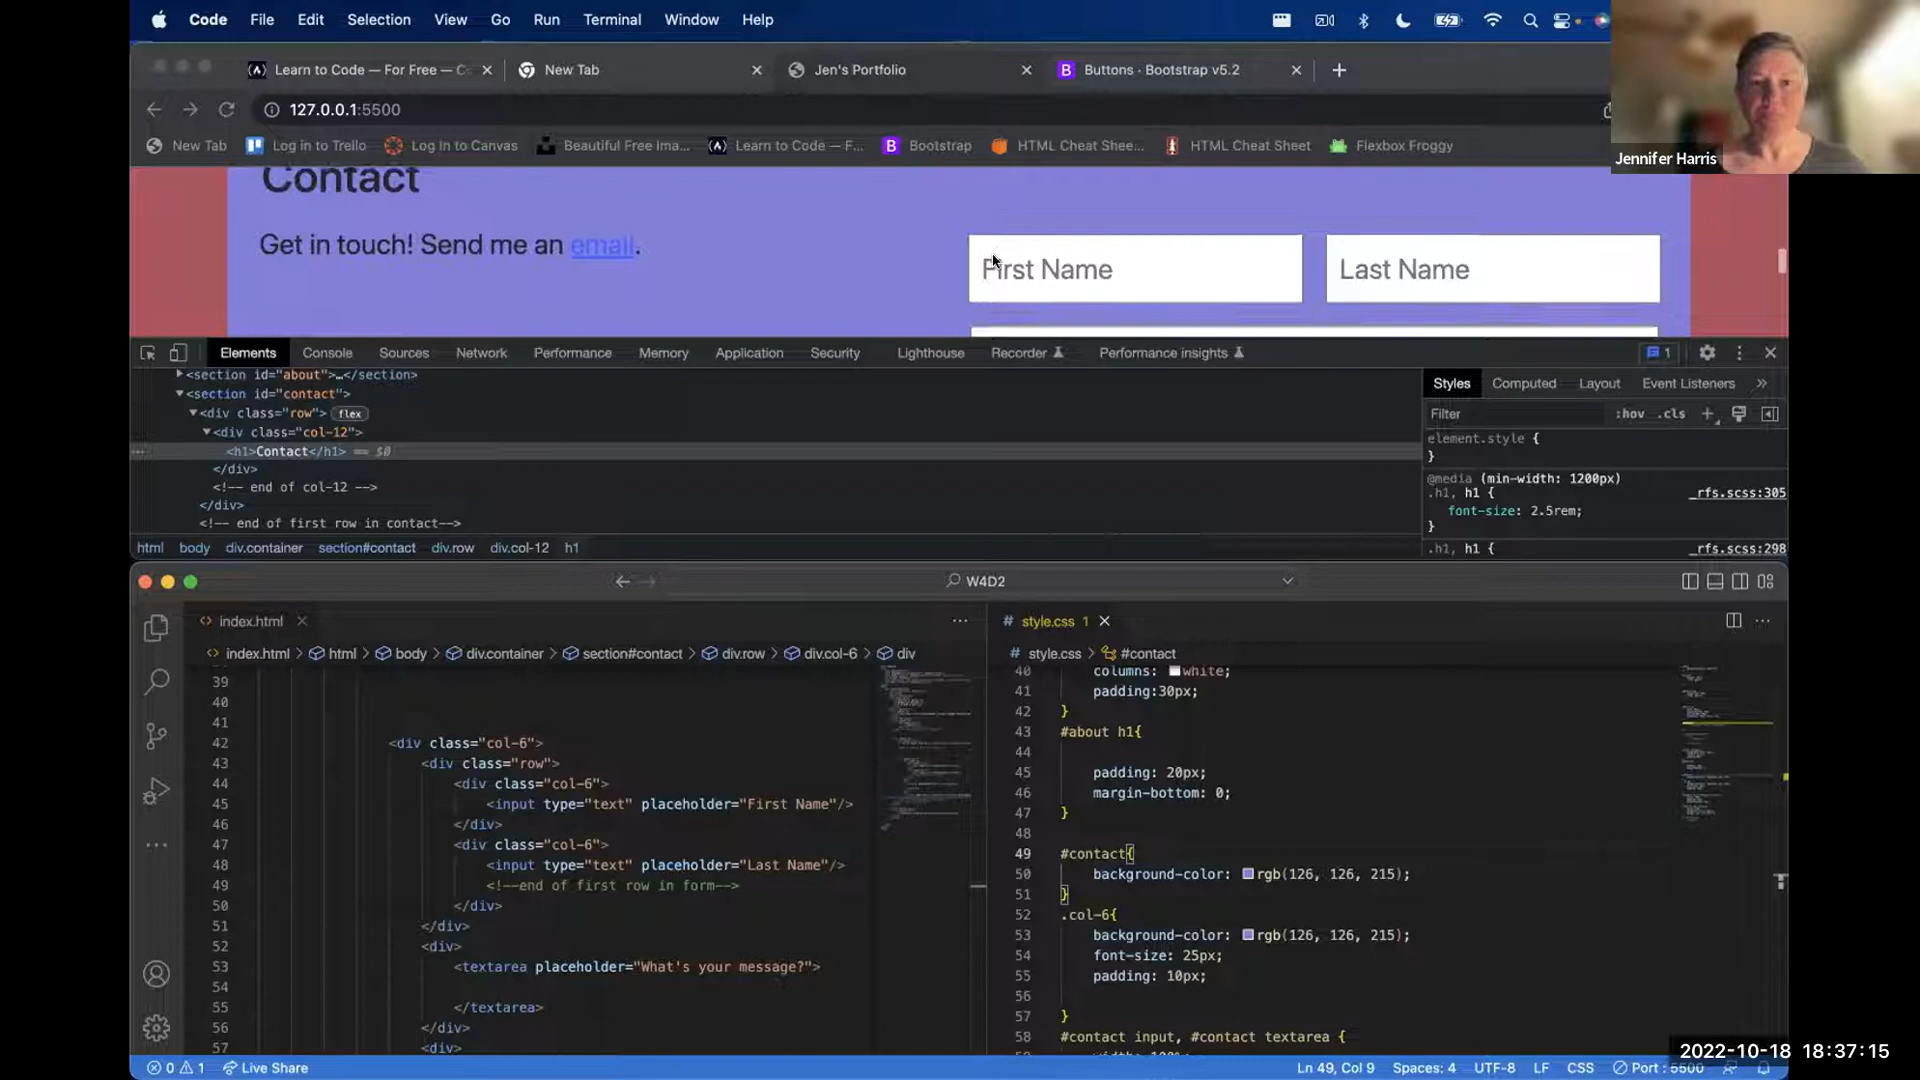 Code File Edit Selection View Go Run Terminal Window Help
Learn to Code — For Free — C
New Tab
Jen's Portfolio
Buttons · Bootstrap v5.2
127.0.0.1:5500
New Tab
Log in to Trello
Log In to Canvas
Beautiful Free Ima...
Learn to Code — F...
Bootstrap
HTML Cheat Shee...
HTML Cheat Sheet
Flexbox Froggy
Jennifer Harris
Contact
Get in touch! Send me an email.
First Name
Last Name
Elements Console Sources Network Performance Memory Application Security Lighthouse Recorder Performance insights 1
<section id="about">…</section>
<section id="contact">
<div class="row"> flex
<div class="col-12">
<h1>Contact</h1> == $0
</div>
<!-- end of col-12 -->
</div>
<!-- end of first row in contact-->
html body div.container section#contact div.row div.col-12 h1
Styles Computed Layout Event Listeners »
Filter :hov .cls +
element.style {
}
@media (min-width: 1200px)
.h1, h1 { _rfs.scss:305
font-size: 2.5rem;
}
.h1, h1 { _rfs.scss:298
W4D2
index.html
index.html > html > body > div.container > section#contact > div.row > div.col-6 > div
39
40
41
42 <div class="col-6">
43 <div class="row">
44 <div class="col-6">
45 <input type="text" placeholder="First Name"/>
46 </div>
47 <div class="col-6">
48 <input type="text" placeholder="Last Name"/>
49 <!--end of first row in form-->
50 </div>
51 </div>
52 <div>
53 <textarea placeholder="What's your message?">
54
55 </textarea>
56 </div>
57 <div>
# style.css 1
# style.css > #contact
40 columns: white;
41 padding:30px;
42 }
43 #about h1{
44
45 padding: 20px;
46 margin-bottom: 0;
47 }
48
49 #contact{
50 background-color: rgb(126, 126, 215);
51 }
52 .col-6{
53 background-color: rgb(126, 126, 215);
54 font-size: 25px;
55 padding: 10px;
56
57 }
58 #contact input, #contact textarea {
2022-10-18 18:37:15
0 1 Live Share
Ln 49, Col 9 Spaces: 4 UTF-8 LF CSS Port : 5500